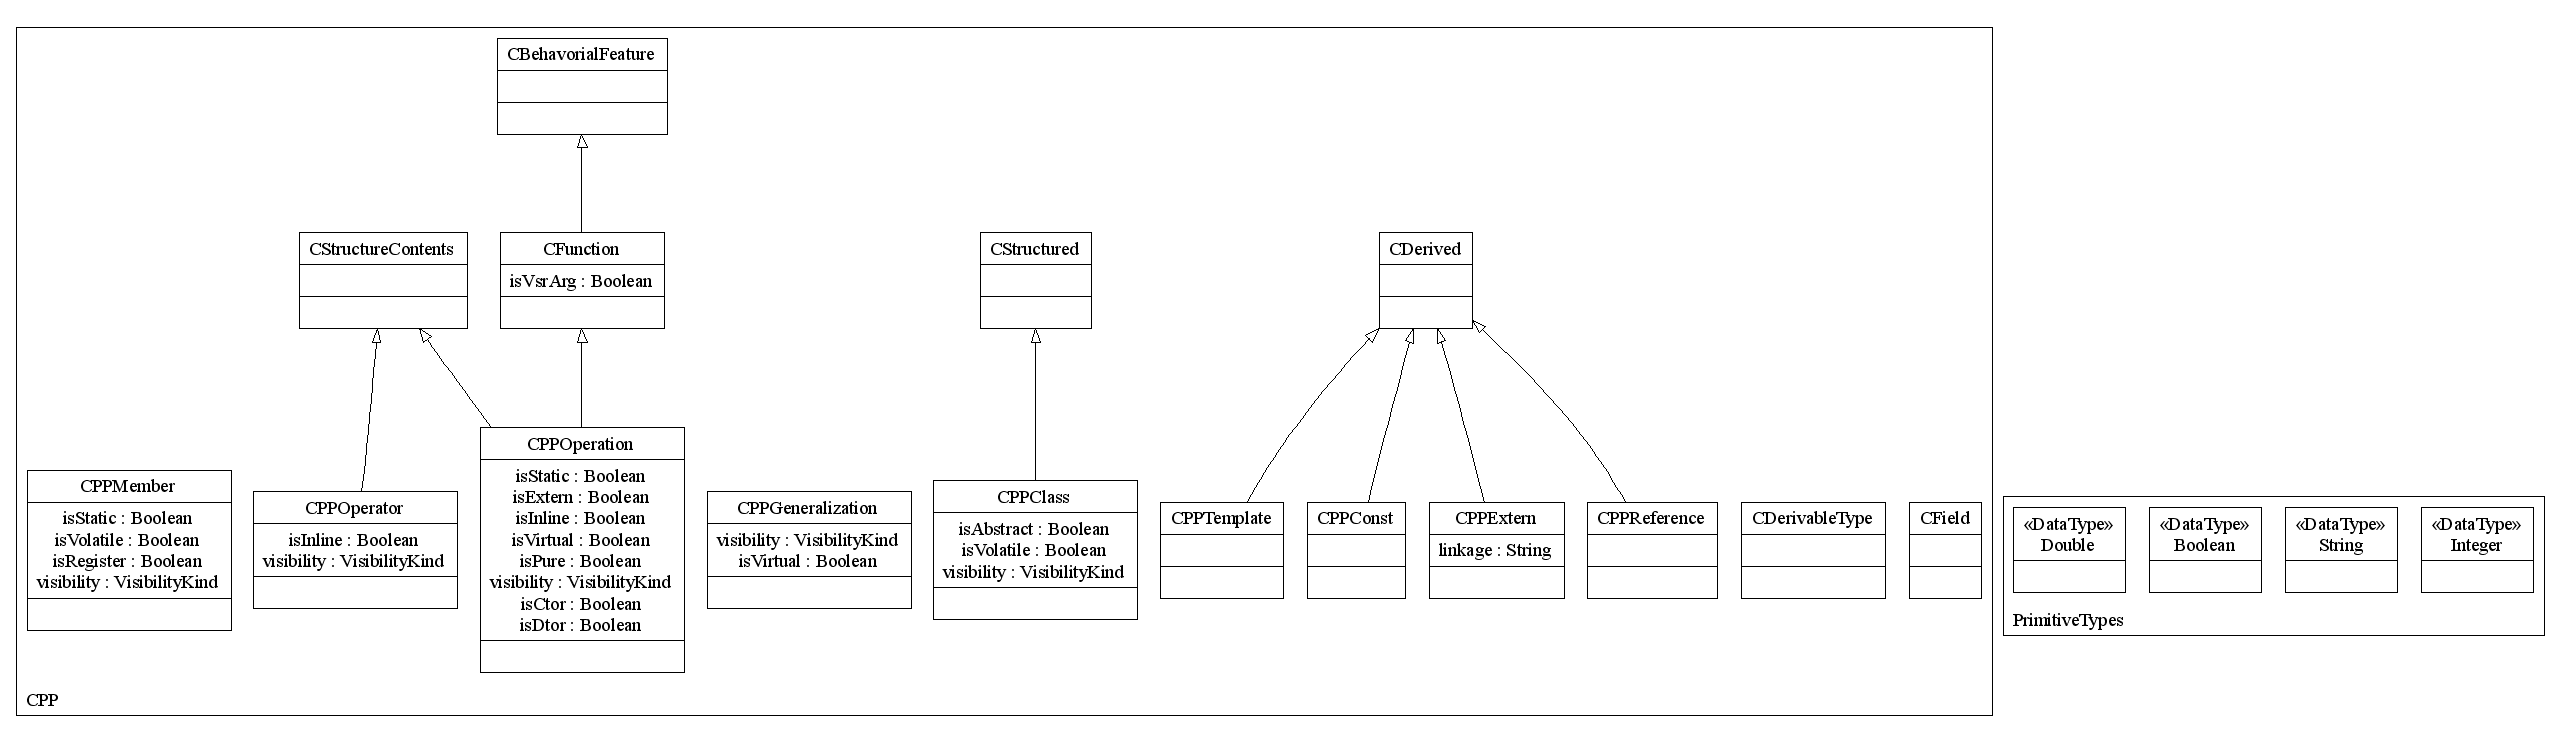 CBehavorialFeature
CStructureContents
CFunction
isVsrArg : Boolean
CStructured
CDerived
CPPMember
isStatic : Boolean
isVolatile : Boolean
isRegister : Boolean
visibility : VisibilityKind
CPPOperator
isInline : Boolean
visibility : VisibilityKind
CPPOperation
isStatic : Boolean
isExtern : Boolean
isInline : Boolean
isVirtual : Boolean
isPure : Boolean
visibility : VisibilityKind
isCtor : Boolean
isDtor : Boolean
CPPGeneralization
visibility : VisibilityKind
isVirtual : Boolean
CPPClass
isAbstract : Boolean
isVolatile : Boolean
visibility : VisibilityKind
CPPTemplate
CPPConst
CPPExtern
linkage : String
CPPReference
CDerivableType
CField
CPP
«DataType»
Double
«DataType»
Boolean
«DataType»
String
«DataType»
Integer
PrimitiveTypes